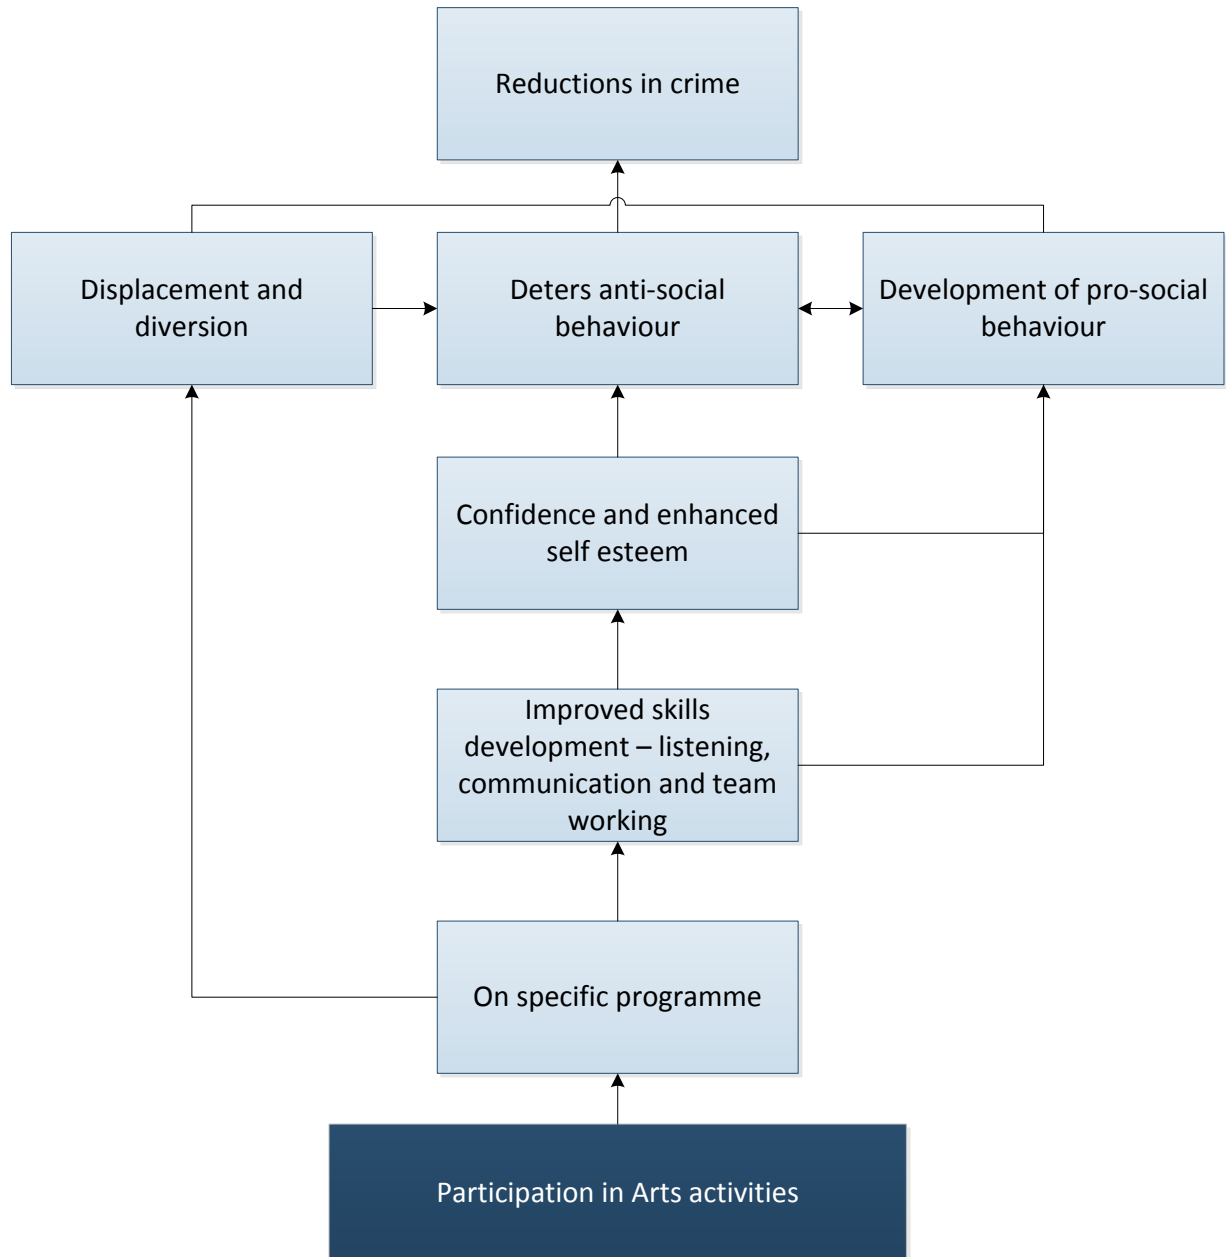 Reductions in crime
Displacement and
diversion
Deters anti-social
behaviour
Development of pro-social
behaviour
Confidence and enhanced
self esteem
Improved skills
development – listening,
communication and team
working
On specific programme
Participation in Arts activities